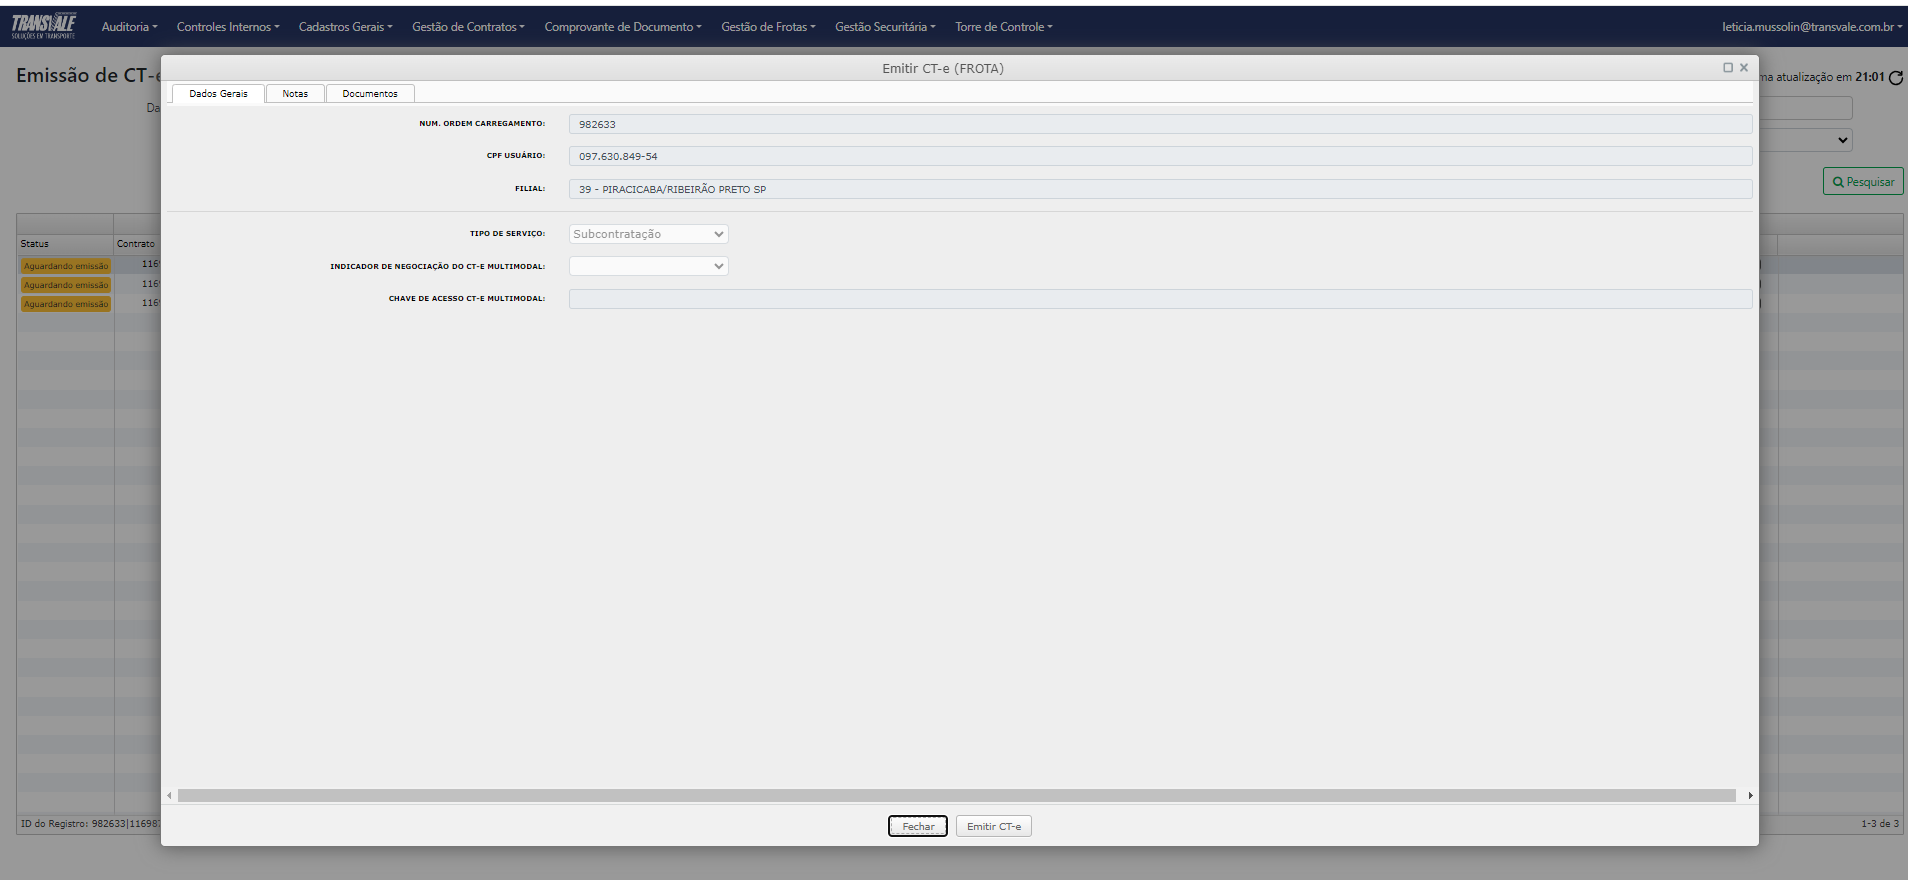 TRANSVALE
SOLUÇÕES EM TRANSPORTE
Auditoria
Controles Internos
Cadastros Gerais
Gestão de Contratos
Comprovante de Documento
Gestão de Frotas
Gestão Securitária
Torre de Controle
leticia.mussolin@transvale.com.br
Emissão de CT-e
ma atualização em 21:01
Da
Emitir CT-e (FROTA)
Dados Gerais
Notas
Documentos
NUM. ORDEM CARREGAMENTO: 982633
CPF USUÁRIO: 097.630.849-54
FILIAL: 39 - PIRACICABA/RIBEIRÃO PRETO SP
Pesquisar
TIPO DE SERVIÇO: Subcontratação
INDICADOR DE NEGOCIAÇÃO DO CT-E MULTIMODAL:
CHAVE DE ACESSO CT-E MULTIMODAL:
Status
Contrato
Aguardando emissão 116
Aguardando emissão 116
Aguardando emissão 116
ID do Registro: 982633|11698
1-3 de 3
Fechar
Emitir CT-e